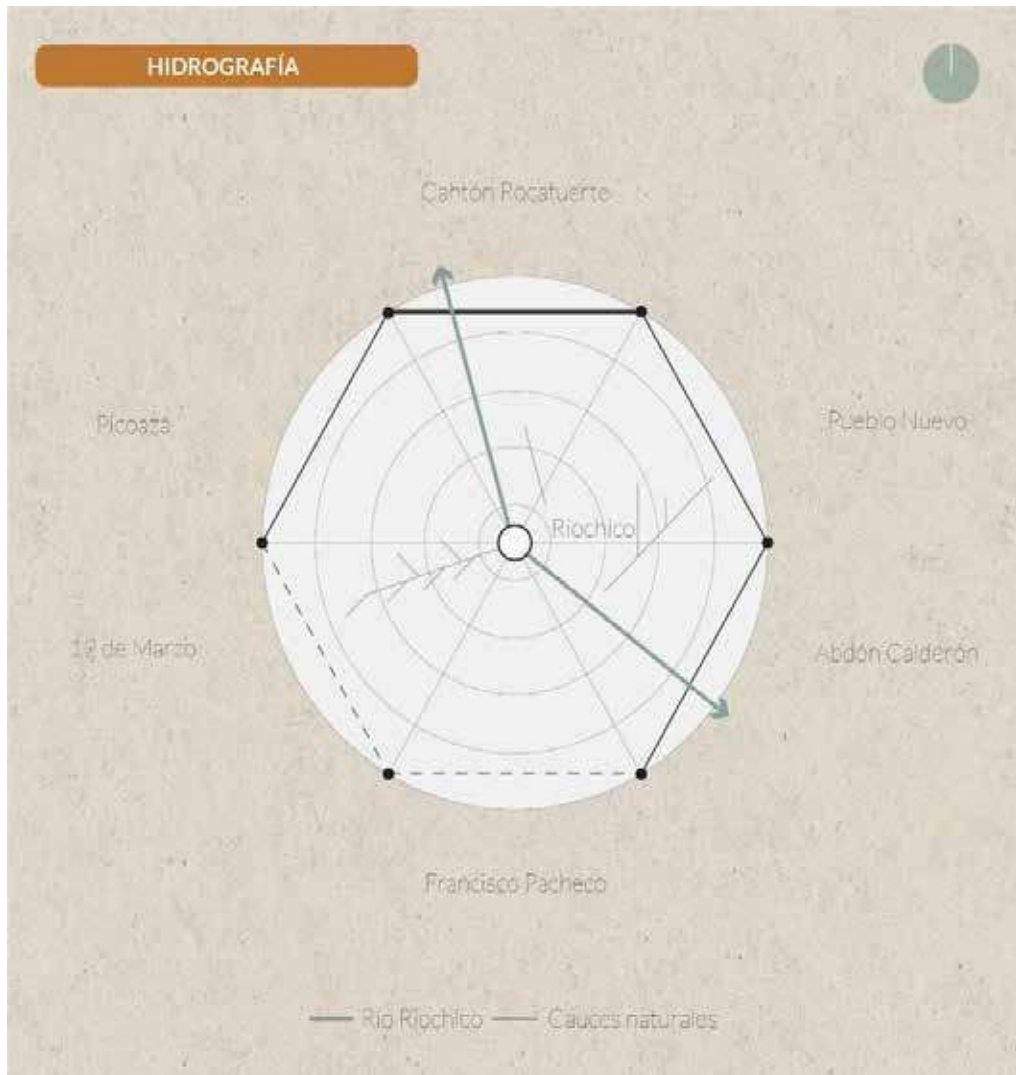 HIDROGRAFÍA
Cantón Rocafuerte
Picoazá
Pueblo Nuevo
Riochico
12 de Marzo
Abdón Calderón
Francisco Pacheco
Río Riochico
Cauces naturales